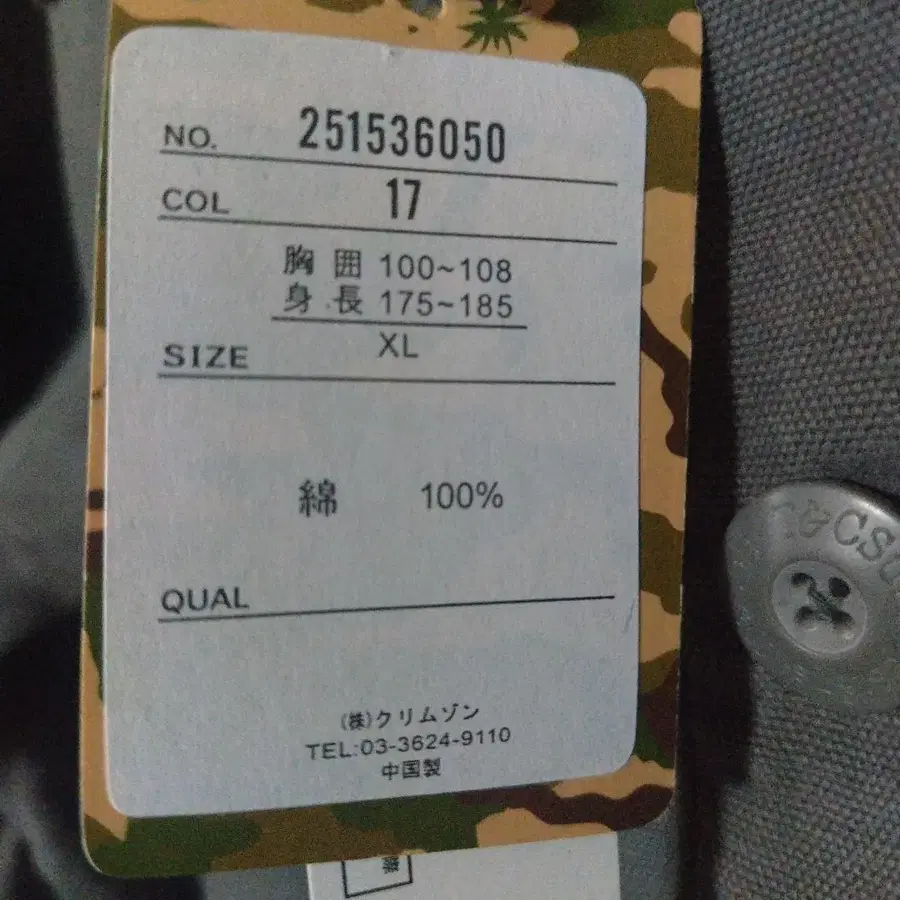 NO. 251536050
COL 17
胸囲 100~108
身長 175~185
SIZE XL
綿 100%
QUAL
(株)クリムゾン
TEL:03-3624-9110
中国製
&CS